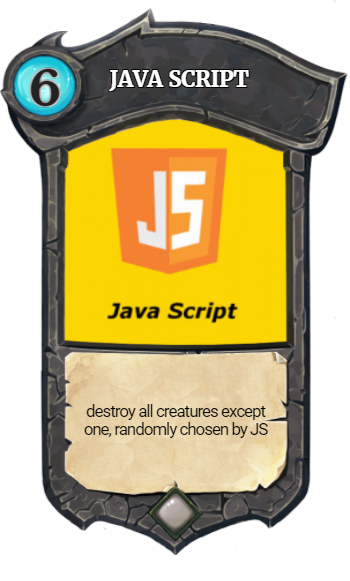 6
JAVA SCRIPT
JS
Java Script
destroy all creatures except
one, randomly chosen by JS